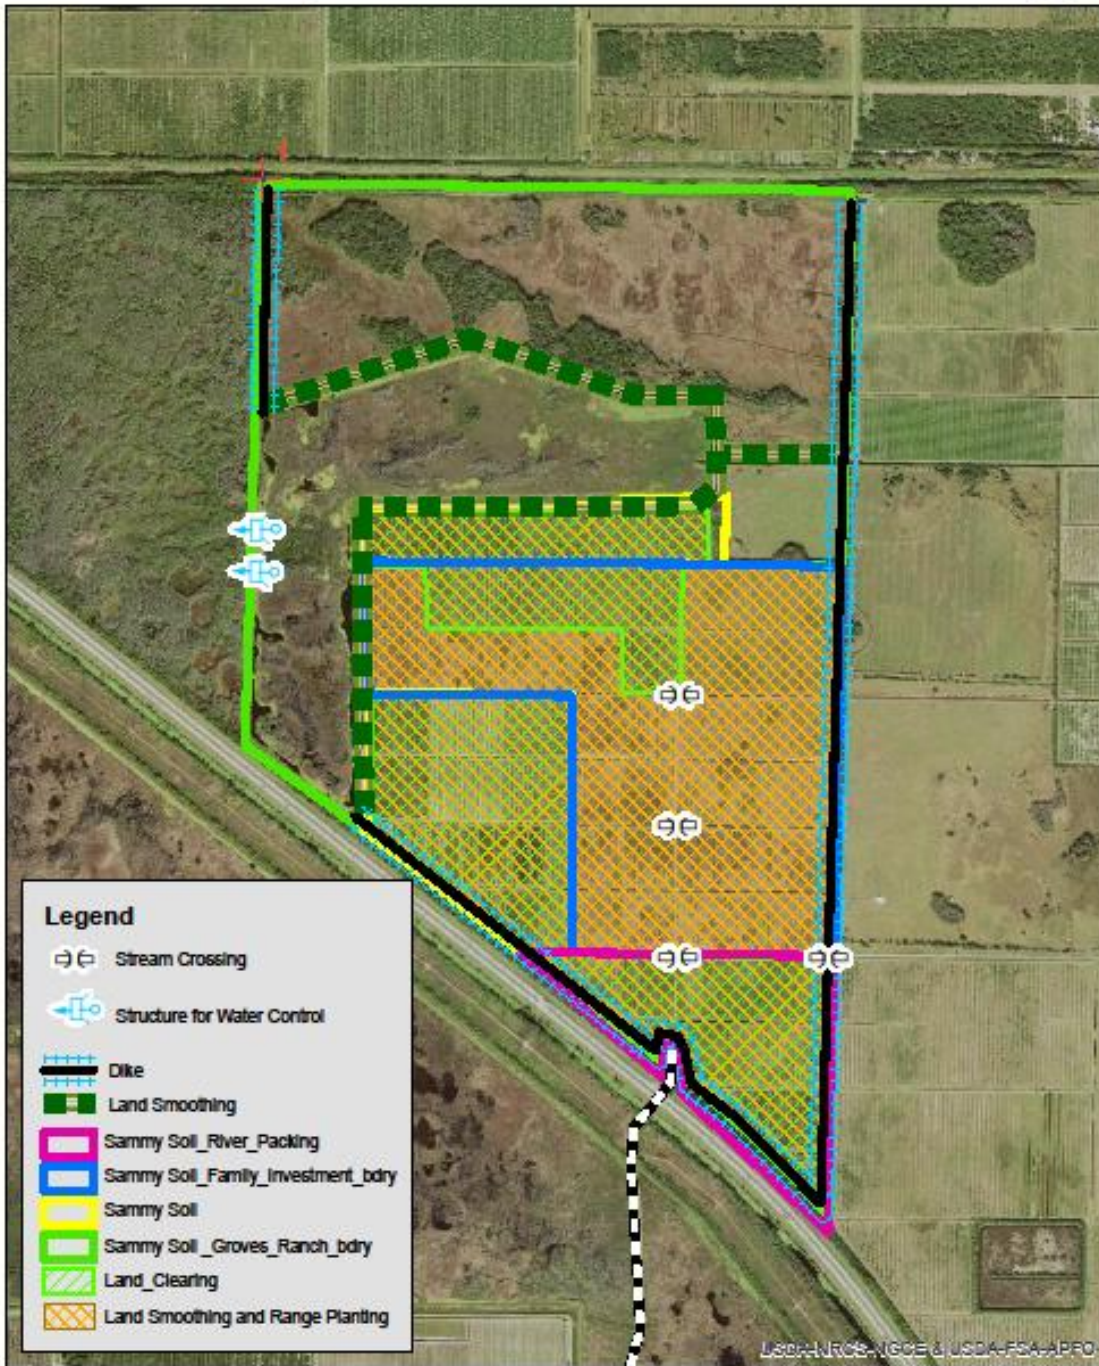 Legend
Stream Crossing
Structure for Water Control
Dike
Land Smoothing
Sammy Soil_River_Packing
Sammy Soil_Family_Investment_bdry
Sammy Soil
Sammy Soil _Groves_Ranch_bdry
Land_Clearing
Land Smoothing and Range Planting
USDA-NRCS-NGCE & USDA-FSA-APFO